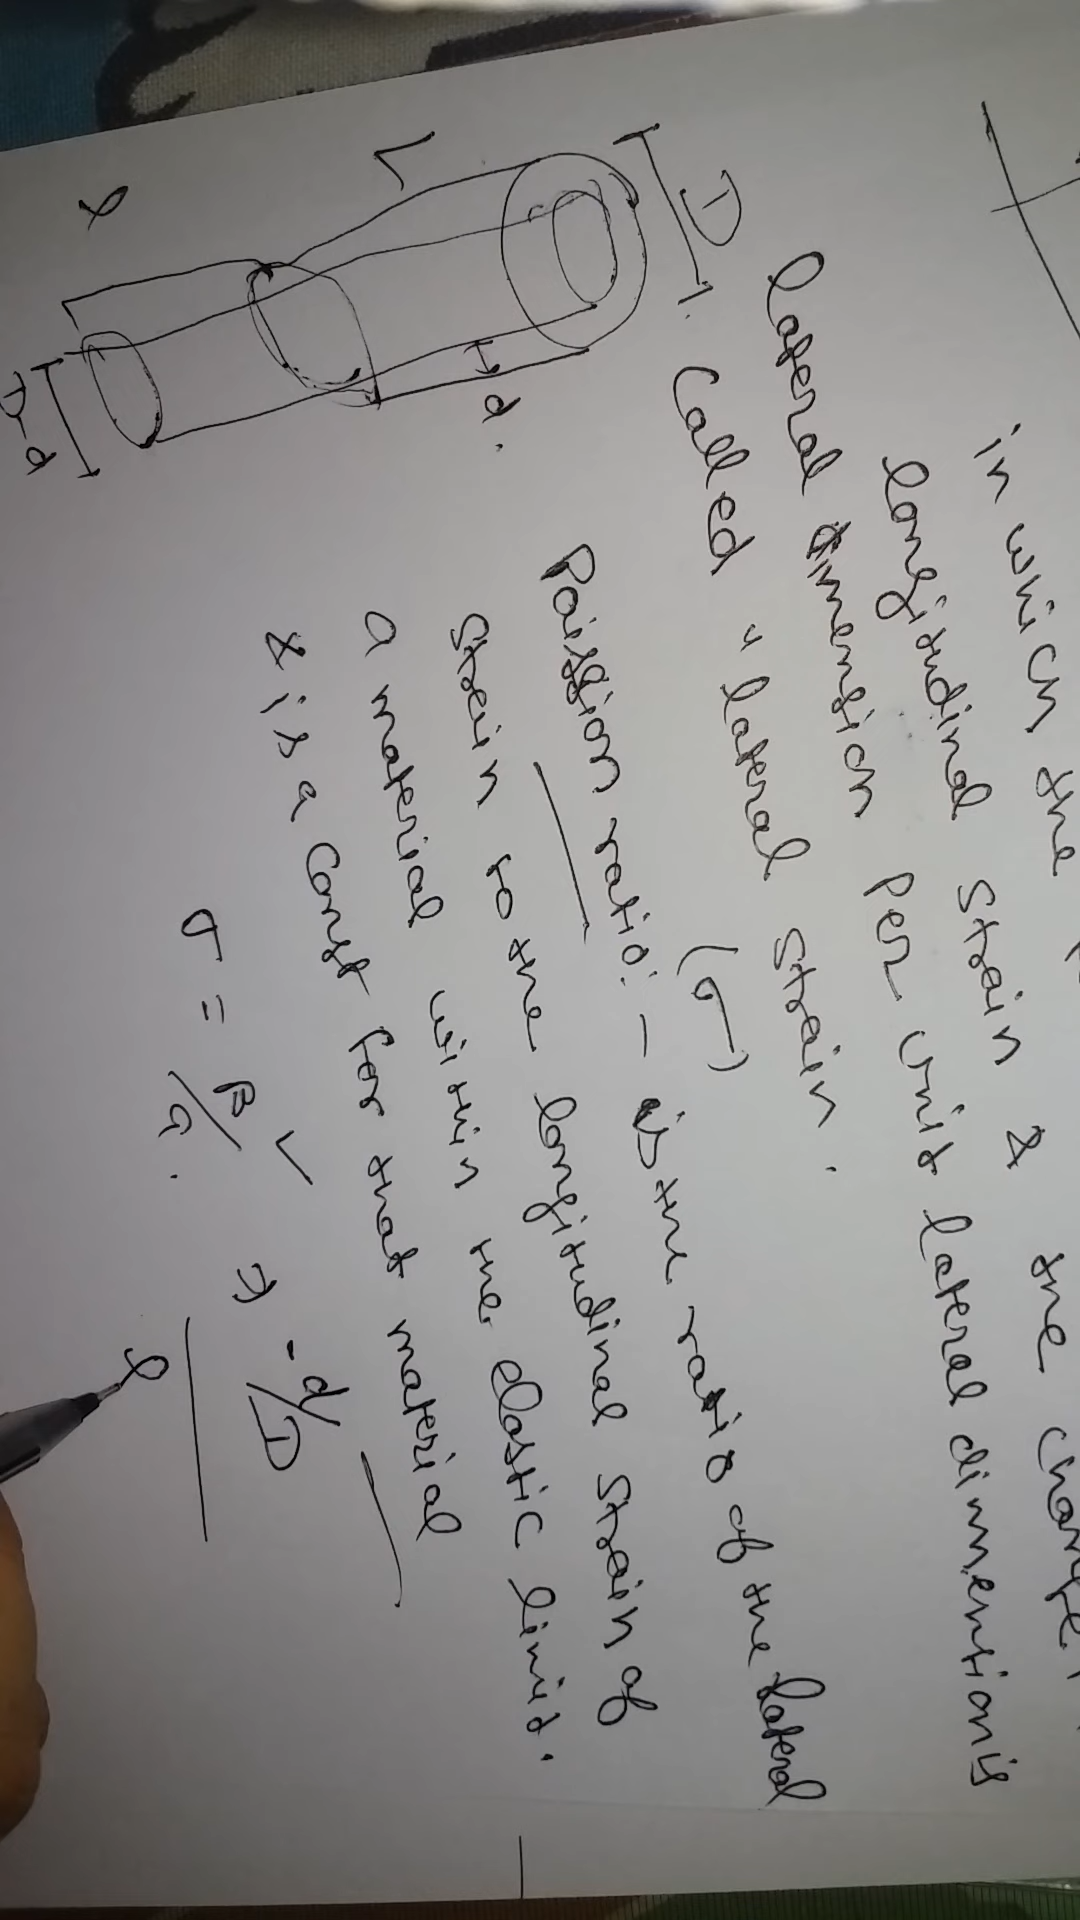 in which the
longitudinal strain & the change
lateral dimension per unit lateral dimension is
called "lateral strain.
(σ)
Poission ratio: - is the ratio of the lateral
strain to the longitudinal strain of
a material within the elastic limit.
& is a const for that material
σ = β/α. ⇒ -d/D
l
D
L
d.
l
D-d